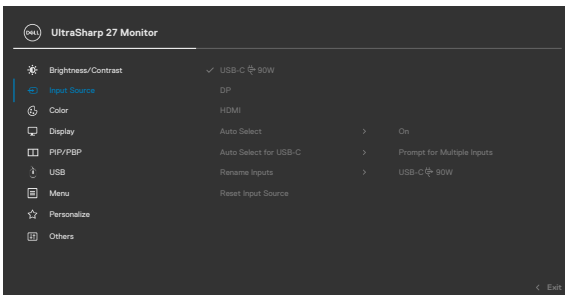 DELL UltraSharp 27 Monitor
Brightness/Contrast ✓ USB-C 90W
Input Source DP
Color HDMI
Display Auto Select > On
PIP/PBP Auto Select for USB-C > Prompt for Multiple Inputs
USB Rename Inputs > USB-C 90W
Menu Reset Input Source
Personalize
Others
< Exit